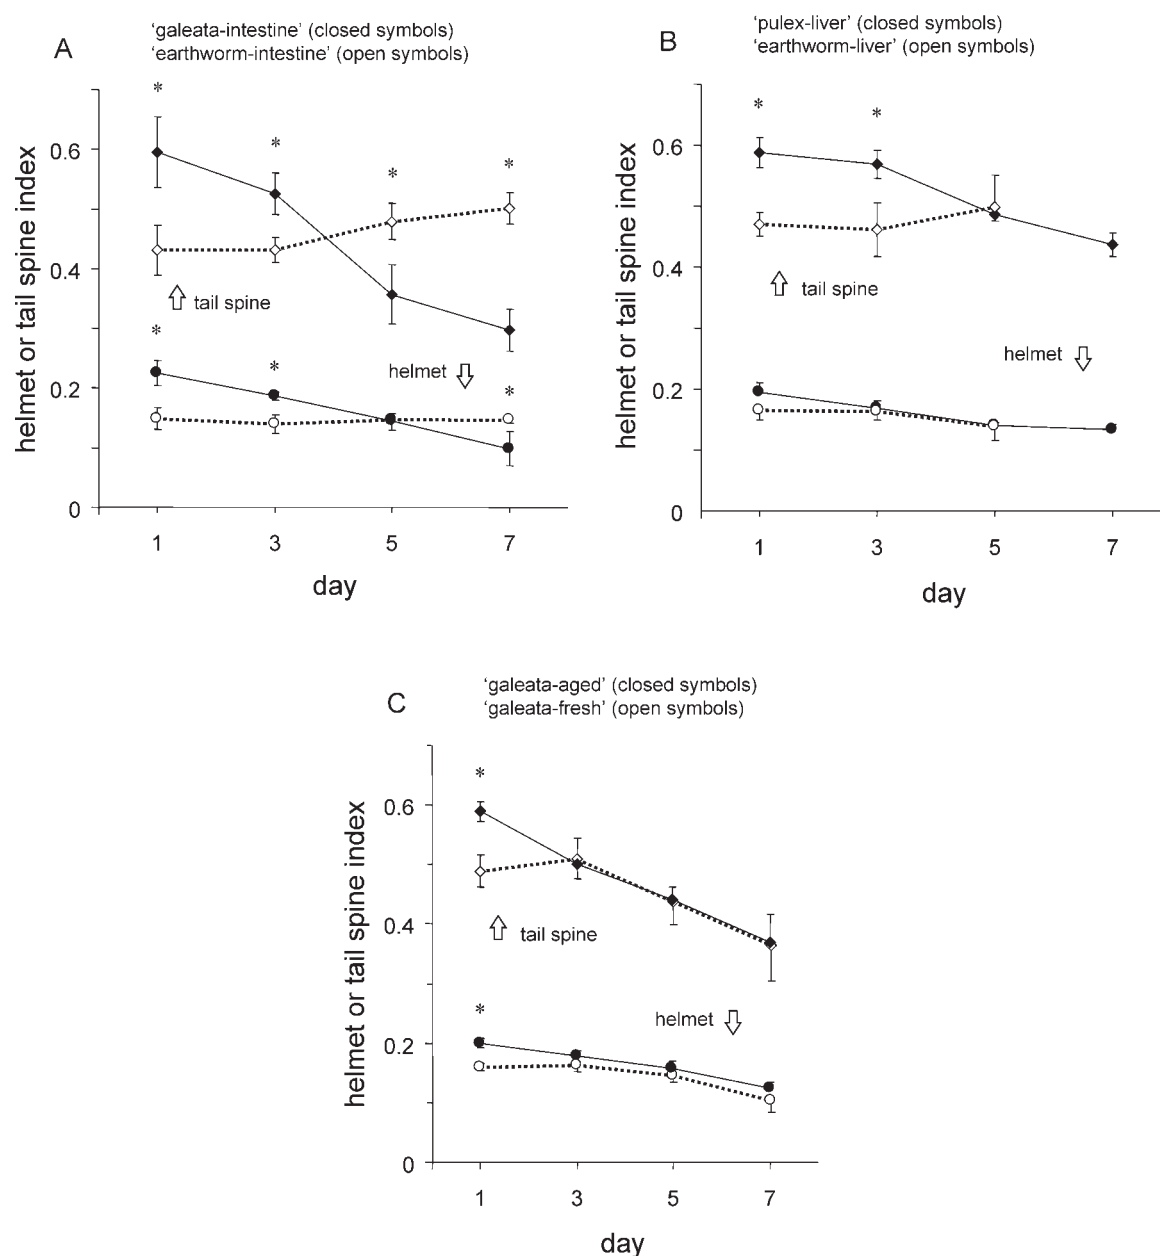 A
‘galeata-intestine’ (closed symbols)
‘earthworm-intestine’ (open symbols)
helmet or tail spine index
0.6
0.4
0.2
0
*
*
*
*
tail spine
*
*
helmet
*
1 3 5 7
day
B
‘pulex-liver’ (closed symbols)
‘earthworm-liver’ (open symbols)
helmet or tail spine index
0.6
0.4
0.2
0
*
*
tail spine
helmet
1 3 5 7
day
C
‘galeata-aged’ (closed symbols)
‘galeata-fresh’ (open symbols)
helmet or tail spine index
0.6
0.4
0.2
0
*
tail spine
*
helmet
1 3 5 7
day